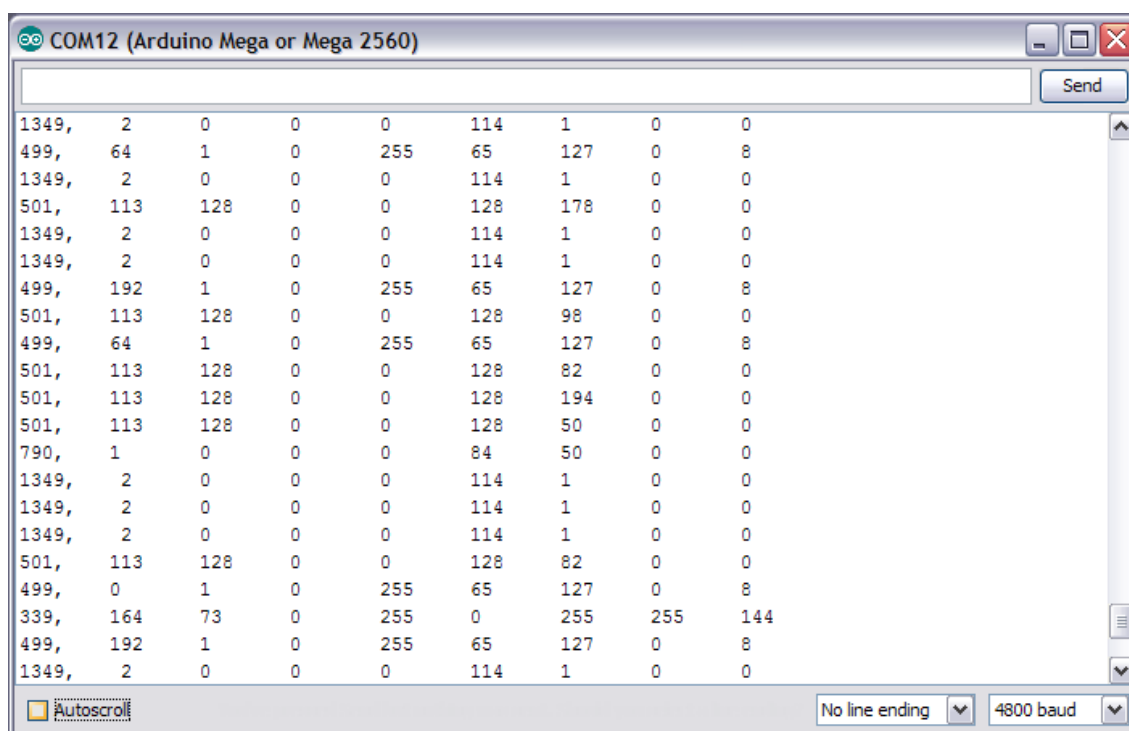 COM12 (Arduino Mega or Mega 2560)
Send
1349, 2 0 0 0 114 1 0 0
499, 64 1 0 255 65 127 0 8
1349, 2 0 0 0 114 1 0 0
501, 113 128 0 0 128 178 0 0
1349, 2 0 0 0 114 1 0 0
1349, 2 0 0 0 114 1 0 0
499, 192 1 0 255 65 127 0 8
501, 113 128 0 0 128 98 0 0
499, 64 1 0 255 65 127 0 8
501, 113 128 0 0 128 82 0 0
501, 113 128 0 0 128 194 0 0
501, 113 128 0 0 128 50 0 0
790, 1 0 0 0 84 50 0 0
1349, 2 0 0 0 114 1 0 0
1349, 2 0 0 0 114 1 0 0
1349, 2 0 0 0 114 1 0 0
501, 113 128 0 0 128 82 0 0
499, 0 1 0 255 65 127 0 8
339, 164 73 0 255 0 255 255 144
499, 192 1 0 255 65 127 0 8
1349, 2 0 0 0 114 1 0 0
Autoscroll No line ending 4800 baud